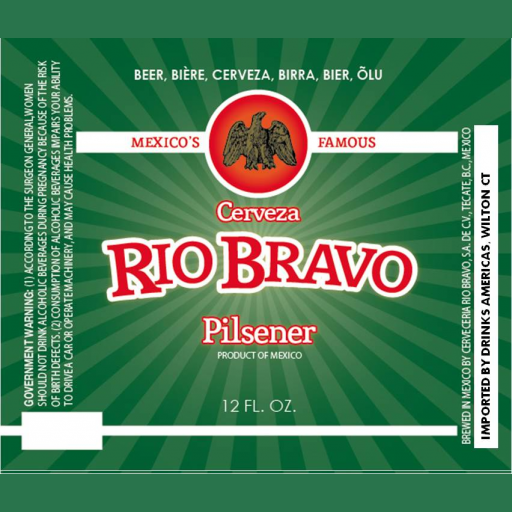 BEER, BIÈRE, CERVEZA, BIRRA, BIER, ÕLU
MEXICO'S FAMOUS
Cerveza
RIO BRAVO
Pilsener
PRODUCT OF MEXICO
12 FL. OZ.
GOVERNMENT WARNING: (1) ACCORDING TO THE SURGEON GENERAL, WOMEN
SHOULD NOT DRINK ALCOHOLIC BEVERAGES DURING PREGNANCY BECAUSE OF THE RISK
OF BIRTH DEFECTS. (2) CONSUMPTION OF ALCOHOLIC BEVERAGES IMPAIRS YOUR ABILITY
TO DRIVE A CAR OR OPERATE MACHINERY, AND MAY CAUSE HEALTH PROBLEMS.
BREWED IN MEXICO BY CERVECERIA RIO BRAVO, S.A. DE C.V., TECATE, B.C., MEXICO
IMPORTED BY DRINKS AMERICAS, WILTON CT